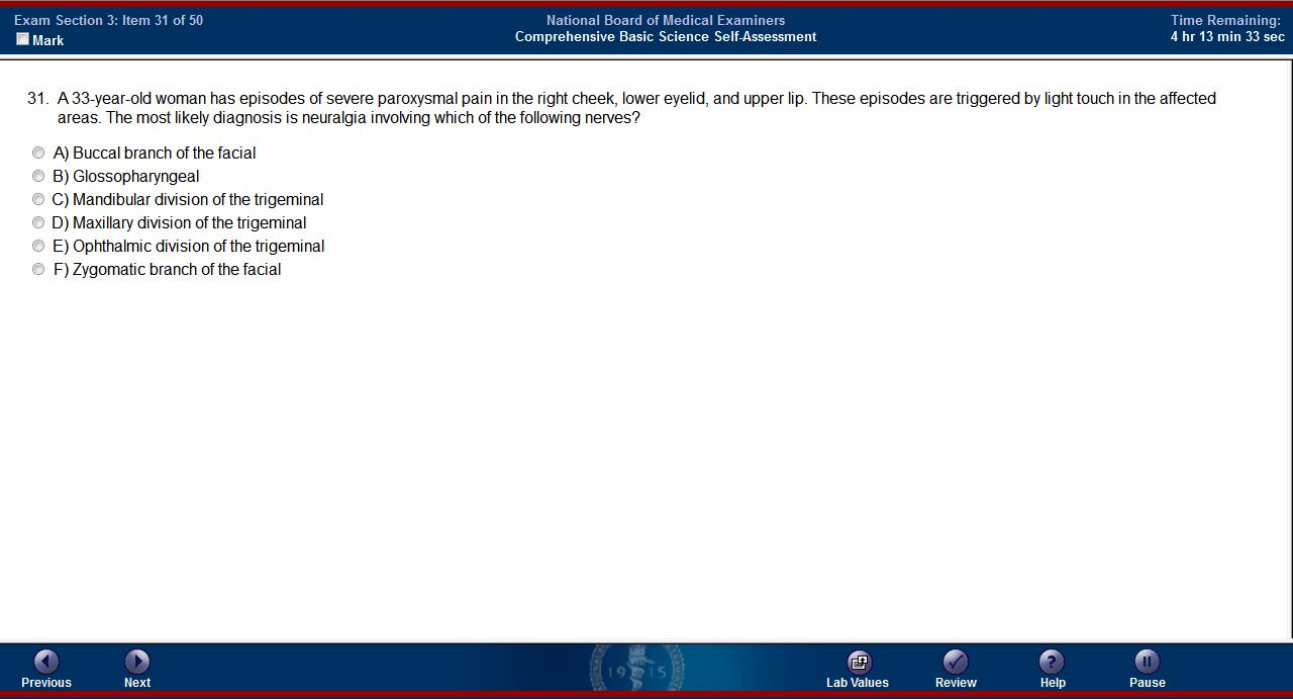 Exam Section 3: Item 31 of 50
National Board of Medical Examiners
Time Remaining:
Mark
Comprehensive Basic Science Self-Assessment
4 hr 13 min 33 sec
31. A 33-year-old woman has episodes of severe paroxysmal pain in the right cheek, lower eyelid, and upper lip. These episodes are triggered by light touch in the affected
areas. The most likely diagnosis is neuralgia involving which of the following nerves?
A) Buccal branch of the facial
B) Glossopharyngeal
C) Mandibular division of the trigeminal
D) Maxillary division of the trigeminal
E) Ophthalmic division of the trigeminal
F) Zygomatic branch of the facial
1915
Previous
Next
Lab Values
Review
Help
Pause